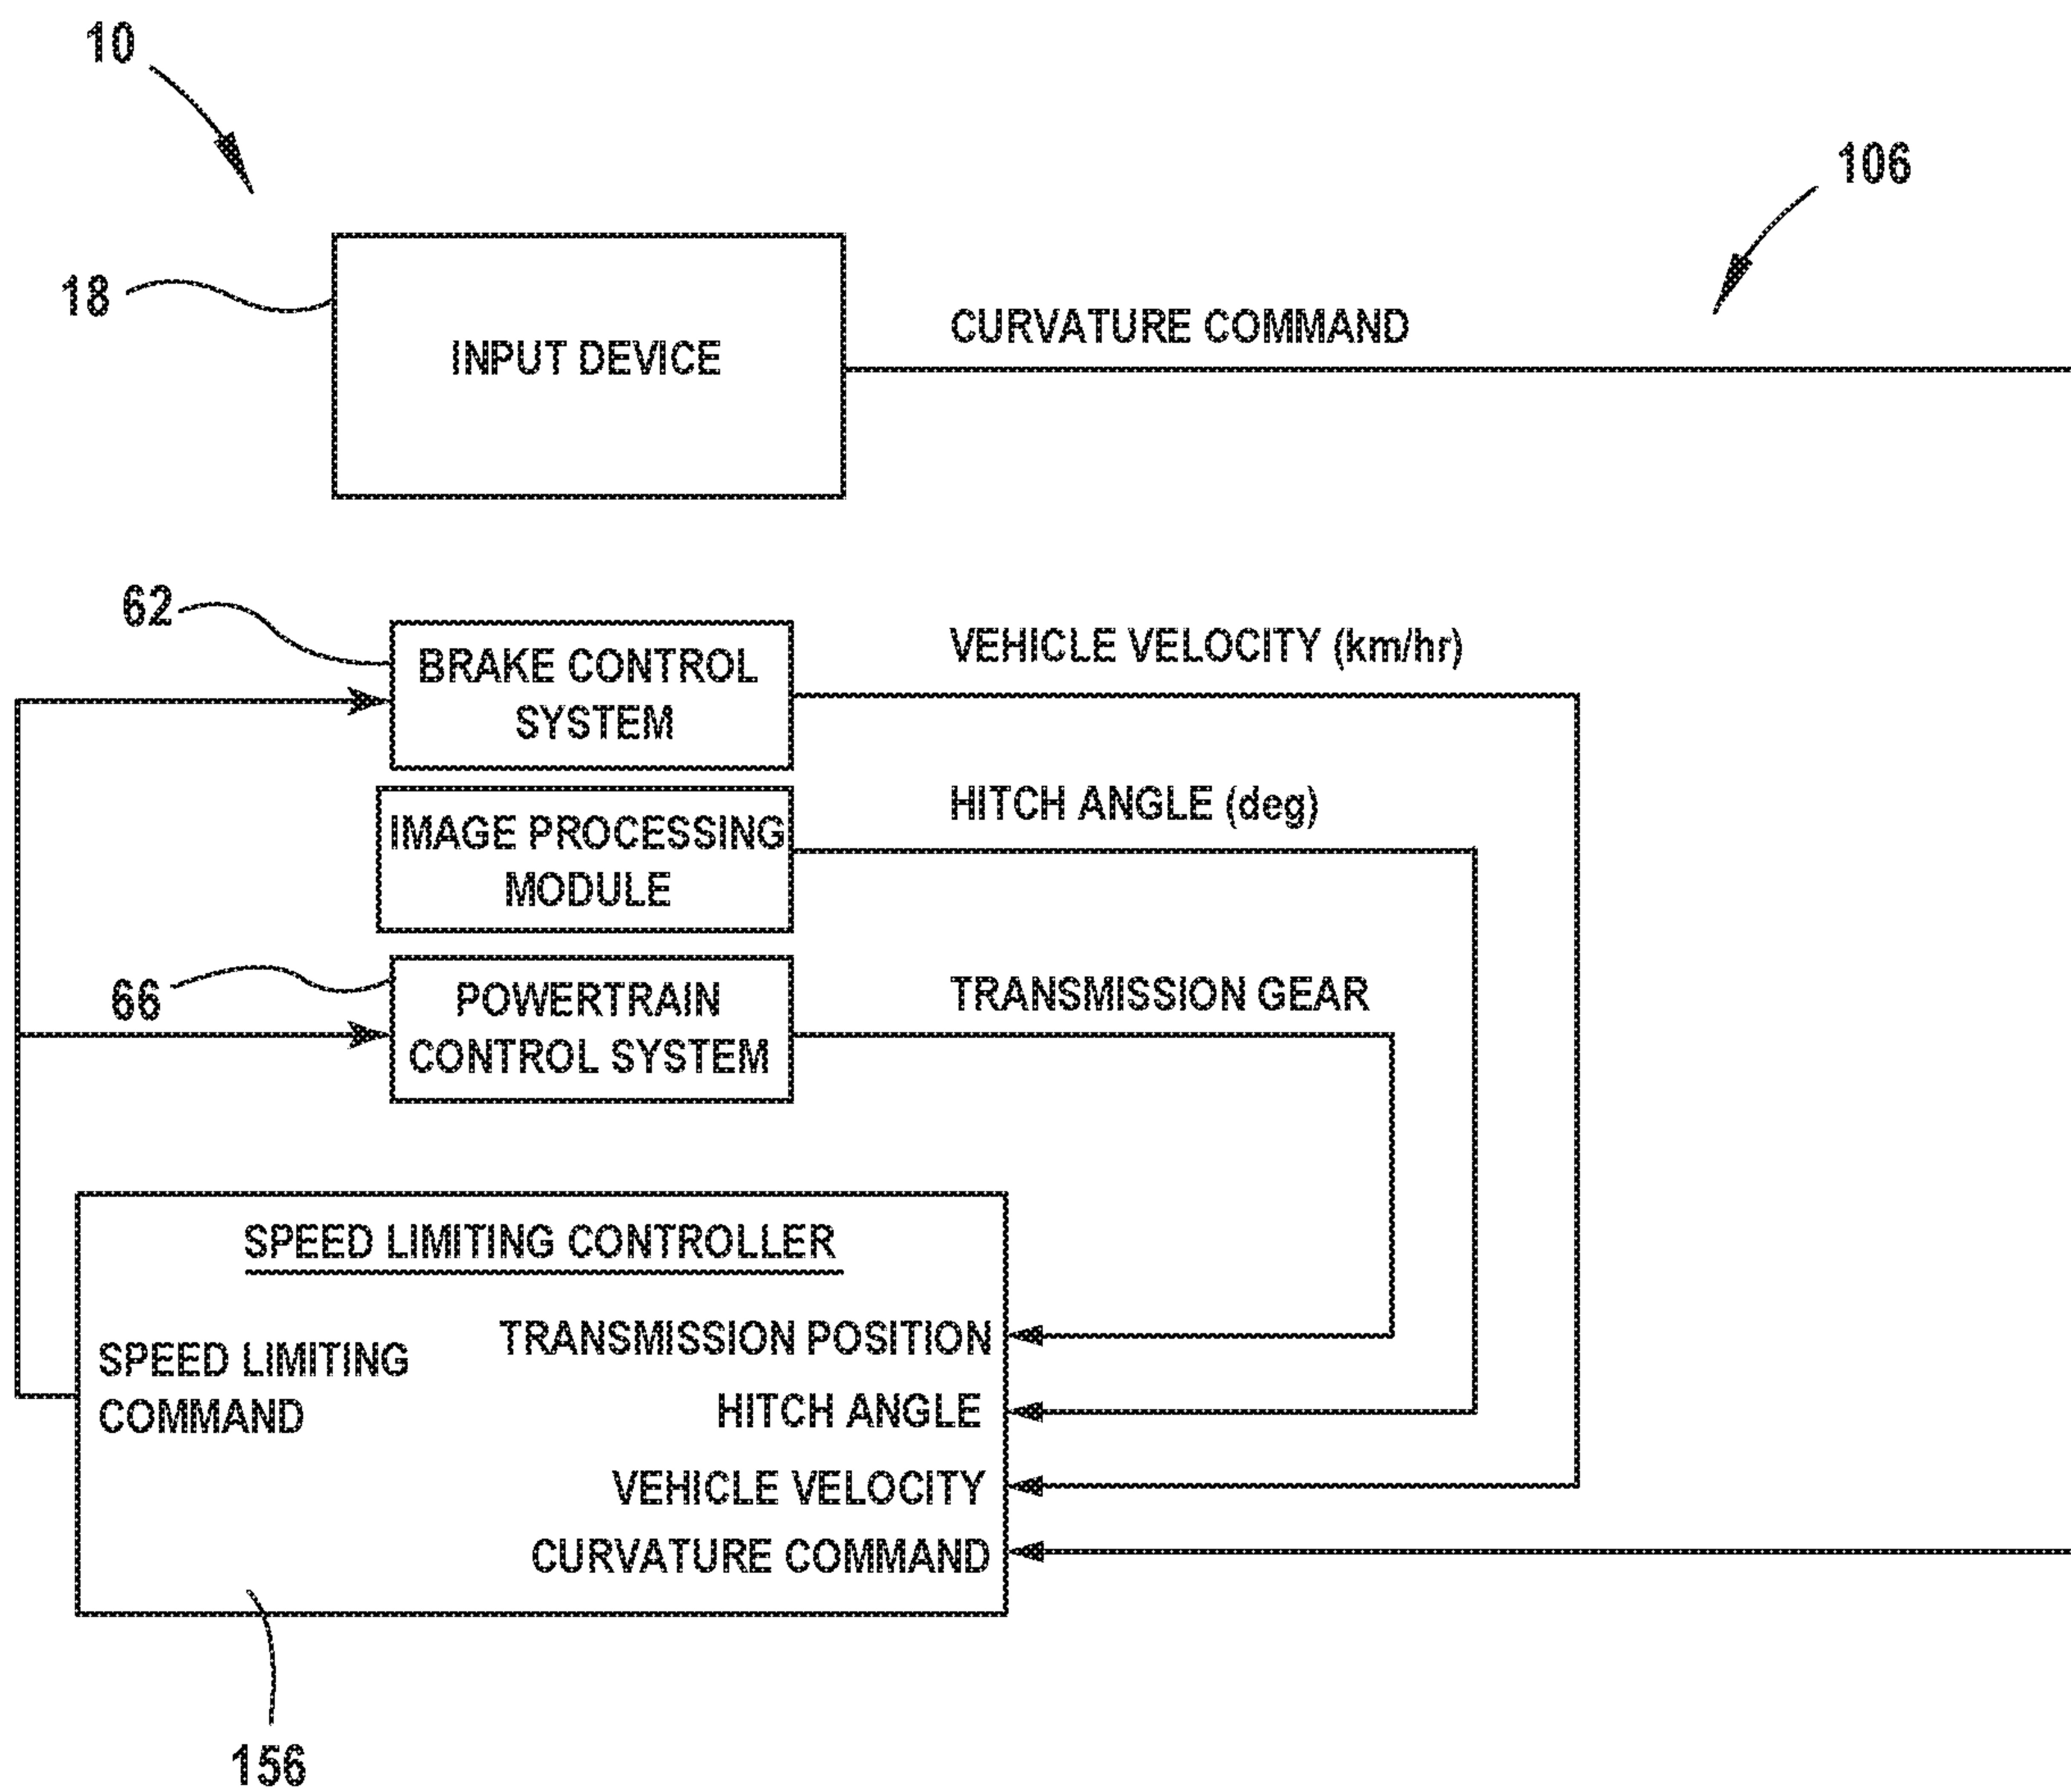 10
106
18
INPUT DEVICE
CURVATURE COMMAND
62
BRAKE CONTROL
SYSTEM
VEHICLE VELOCITY (km/hr)
IMAGE PROCESSING
MODULE
HITCH ANGLE (deg)
66
POWERTRAIN
CONTROL SYSTEM
TRANSMISSION GEAR
SPEED LIMITING CONTROLLER
SPEED LIMITING
COMMAND
TRANSMISSION POSITION
HITCH ANGLE
VEHICLE VELOCITY
CURVATURE COMMAND
156